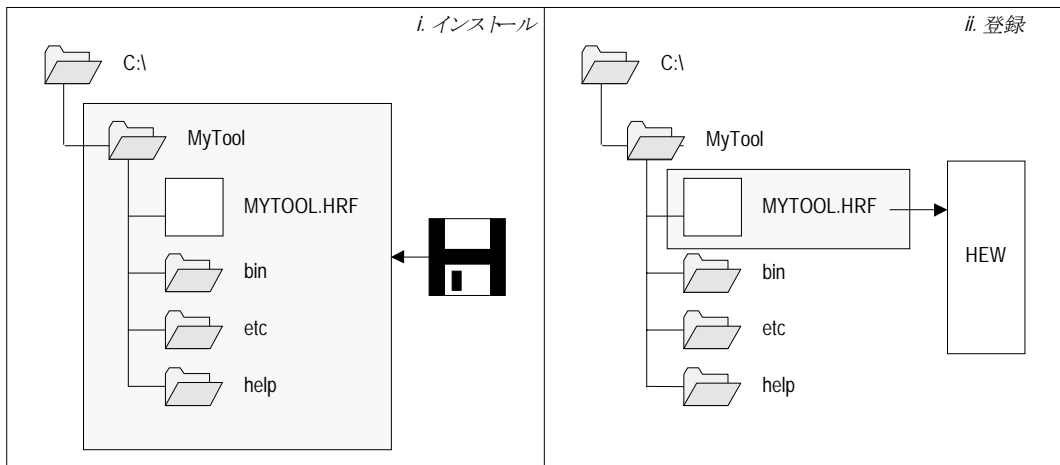 i. インストール
C:\
MyTool
MYTOOL.HRF
bin
etc
help
ii. 登録
C:\
MyTool
MYTOOL.HRF
HEW
bin
etc
help